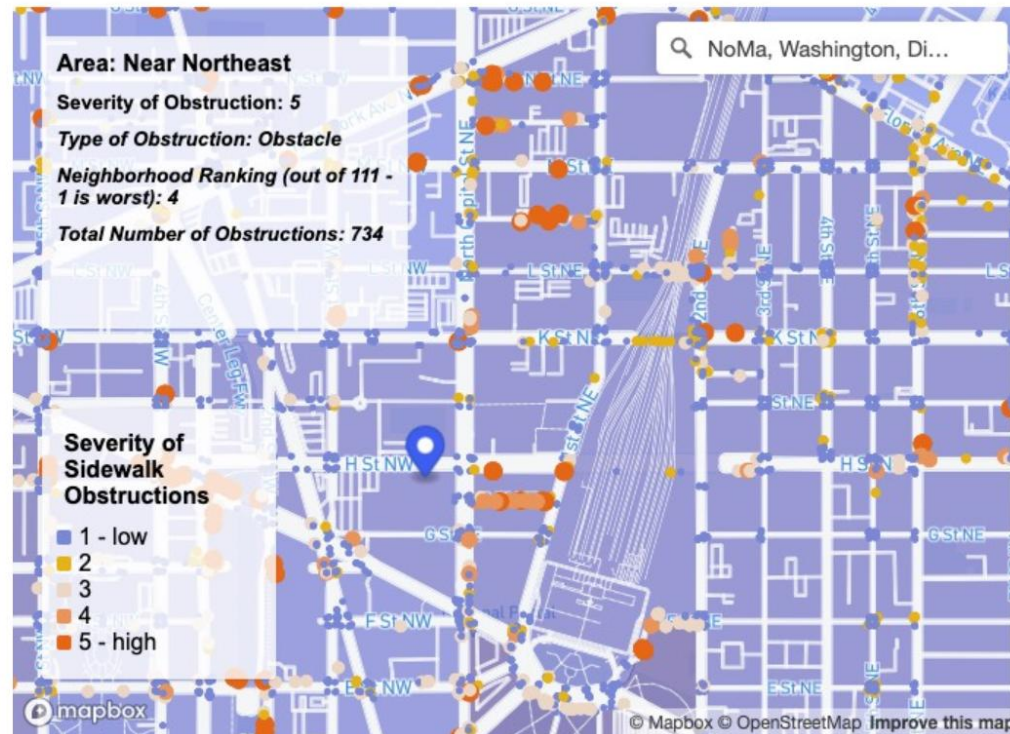 NoMa, Washington, Di...
Area: Near Northeast
Severity of Obstruction: 5
Type of Obstruction: Obstacle
Neighborhood Ranking (out of 111 -
1 is worst): 4
Total Number of Obstructions: 734
L St NW
L St NE
L St NE
K St NE
K St N
2nd
3rd S
4th St
St NE
H St NW
H S
Severity of
Sidewalk
Obstructions
1 - low
2
3
4
5 - high
G St NE
F St NW
E St NE
mapbox
© Mapbox © OpenStreetMap Improve this map